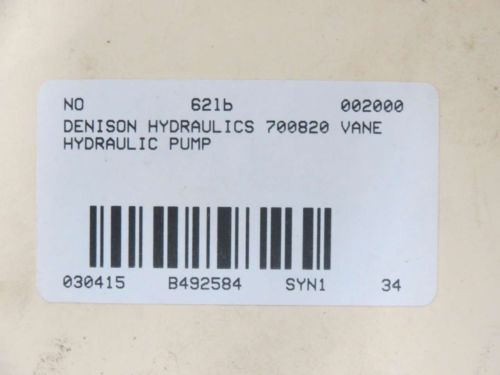 NO 621b 002000
DENISON HYDRAULICS 700820 VANE
HYDRAULIC PUMP
030415 B492584 SYN1 34